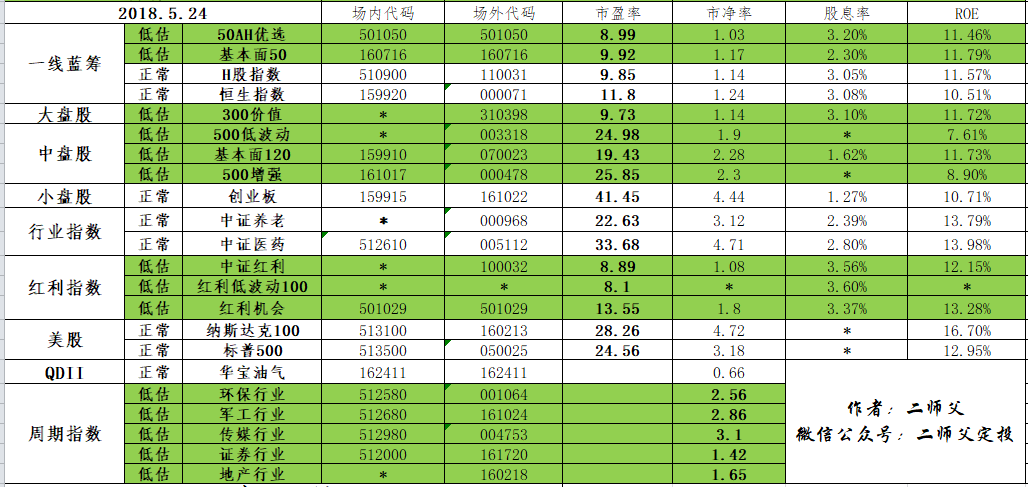 2018.5.24 场内代码 场外代码 市盈率 市净率 股息率 ROE
一线蓝筹 低估 50AH优选 501050 501050 8.99 1.03 3.20% 11.46%
低估 基本面50 160716 160716 9.92 1.17 2.30% 11.79%
正常 H股指数 510900 110031 9.85 1.14 3.05% 11.57%
正常 恒生指数 159920 000071 11.8 1.24 3.08% 10.51%
大盘股 低估 300价值 * 310398 9.73 1.14 3.10% 11.72%
中盘股 低估 500低波动 * 003318 24.98 1.9 * 7.61%
低估 基本面120 159910 070023 19.43 2.28 1.62% 11.73%
低估 500增强 161017 000478 25.85 2.3 * 8.90%
小盘股 正常 创业板 159915 161022 41.45 4.44 1.27% 10.71%
行业指数 正常 中证养老 * 000968 22.63 3.12 2.39% 13.79%
正常 中证医药 512610 005112 33.68 4.71 2.80% 13.98%
红利指数 低估 中证红利 * 100032 8.89 1.08 3.56% 12.15%
低估 红利低波动100 * * 8.1 * 3.60% *
低估 红利机会 501029 501029 13.55 1.8 3.37% 13.28%
美股 正常 纳斯达克100 513100 160213 28.26 4.72 * 16.70%
正常 标普500 513500 050025 24.56 3.18 * 12.95%
QDII 正常 华宝油气 162411 162411 0.66
周期指数 低估 环保行业 512580 001064 2.56
低估 军工行业 512680 161024 2.86
低估 传媒行业 512980 004753 3.1
低估 证券行业 512000 161720 1.42
低估 地产行业 * 160218 1.65
作者：二师父
微信公众号：二师父定投